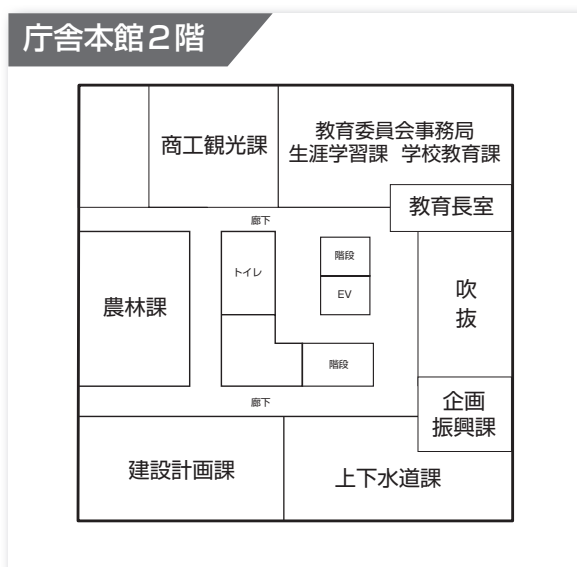 庁舎本館２階
商工観光課
教育委員会事務局
生涯学習課 学校教育課
教育長室
廊下
トイレ
階段
EV
吹
抜
農林課
階段
廊下
企画
振興課
建設計画課
上下水道課